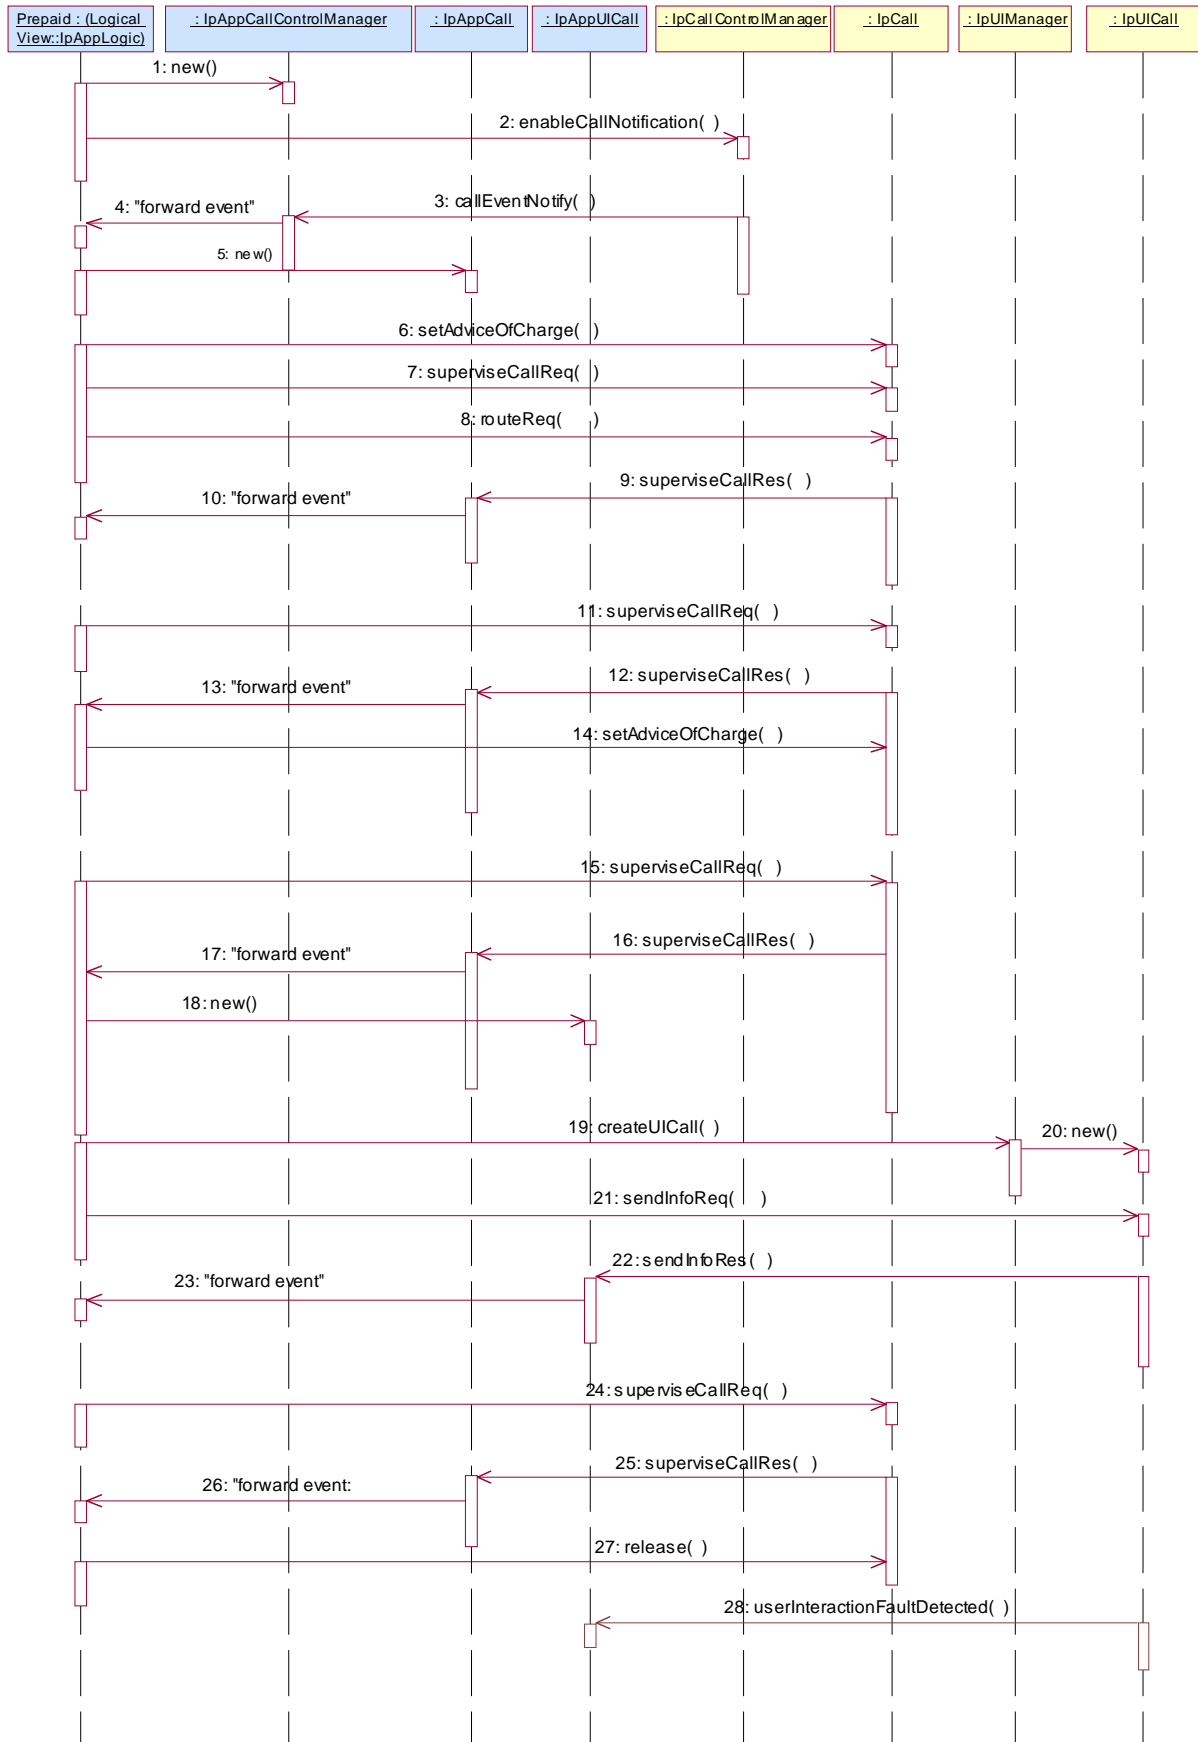 Prepaid : (Logical
View::IpAppLogic)
: IpAppCallControlManager
: IpAppCall
: IpAppUICall
: IpCallControlManager
: IpCall
: IpUIManager
: IpUICall
1: new()
2: enableCallNotification( )
3: callEventNotify( )
4: "forward event"
5: new()
6: setAdviceOfCharge( )
7: superviseCallReq( )
8: routeReq( )
9: superviseCallRes( )
10: "forward event"
11: superviseCallReq( )
12: superviseCallRes( )
13: "forward event"
14: setAdviceOfCharge( )
15: superviseCallReq( )
16: superviseCallRes( )
17: "forward event"
18: new()
19: createUICall( )
20: new()
21: sendInfoReq( )
22: sendInfoRes( )
23: "forward event"
24: superviseCallReq( )
25: superviseCallRes( )
26: "forward event:
27: release( )
28: userInteractionFaultDetected( )